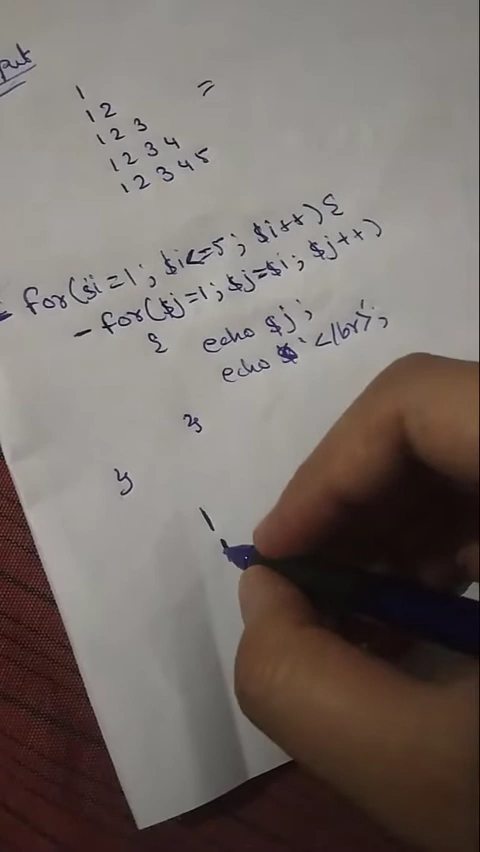 1 =
1 2
1 2 3
1 2 3 4
1 2 3 4 5
for($i=1; $i<=5; $i++) {
- for($j=1; $j=$i; $j++)
{ echo $j;
echo '</br>';
}
}
1